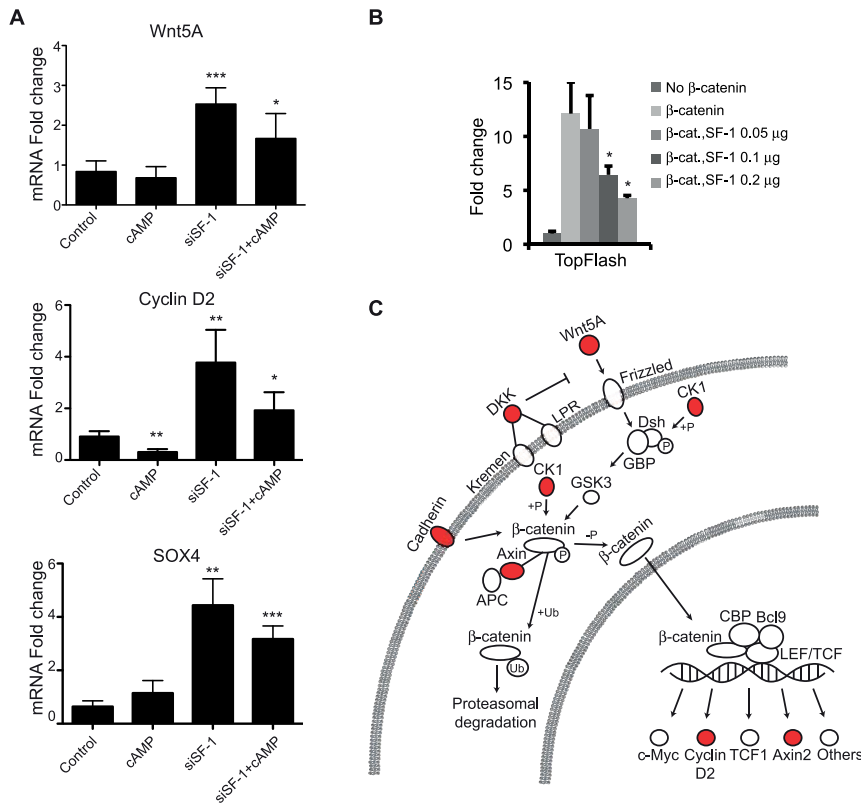 A
Wnt5A
mRNA Fold change
4
3
2
1
0
***
*
Control
cAMP
siSF-1
siSF-1+cAMP
Cyclin D2
mRNA Fold change
6
4
2
0
**
**
*
Control
cAMP
siSF-1
siSF-1+cAMP
SOX4
mRNA Fold change
6
4
2
0
**
***
Control
cAMP
siSF-1
siSF-1+cAMP
B
Fold change
15
10
5
0
*
*
TopFlash
No β-catenin
β-catenin
β-cat.,SF-1 0.05 µg
β-cat.,SF-1 0.1 µg
β-cat.,SF-1 0.2 µg
C
Wnt5A
Frizzled
DKK
LPR
Kremen
CK1
+P
Dsh
P
GBP
CK1
+P
GSK3
Cadherin
β-catenin
P
-P
β-catenin
Axin
APC
+Ub
β-catenin
Ub
Proteasomal
degradation
CBP
Bcl9
β-catenin
LEF/TCF
c-Myc
Cyclin
D2
TCF1
Axin2
Others